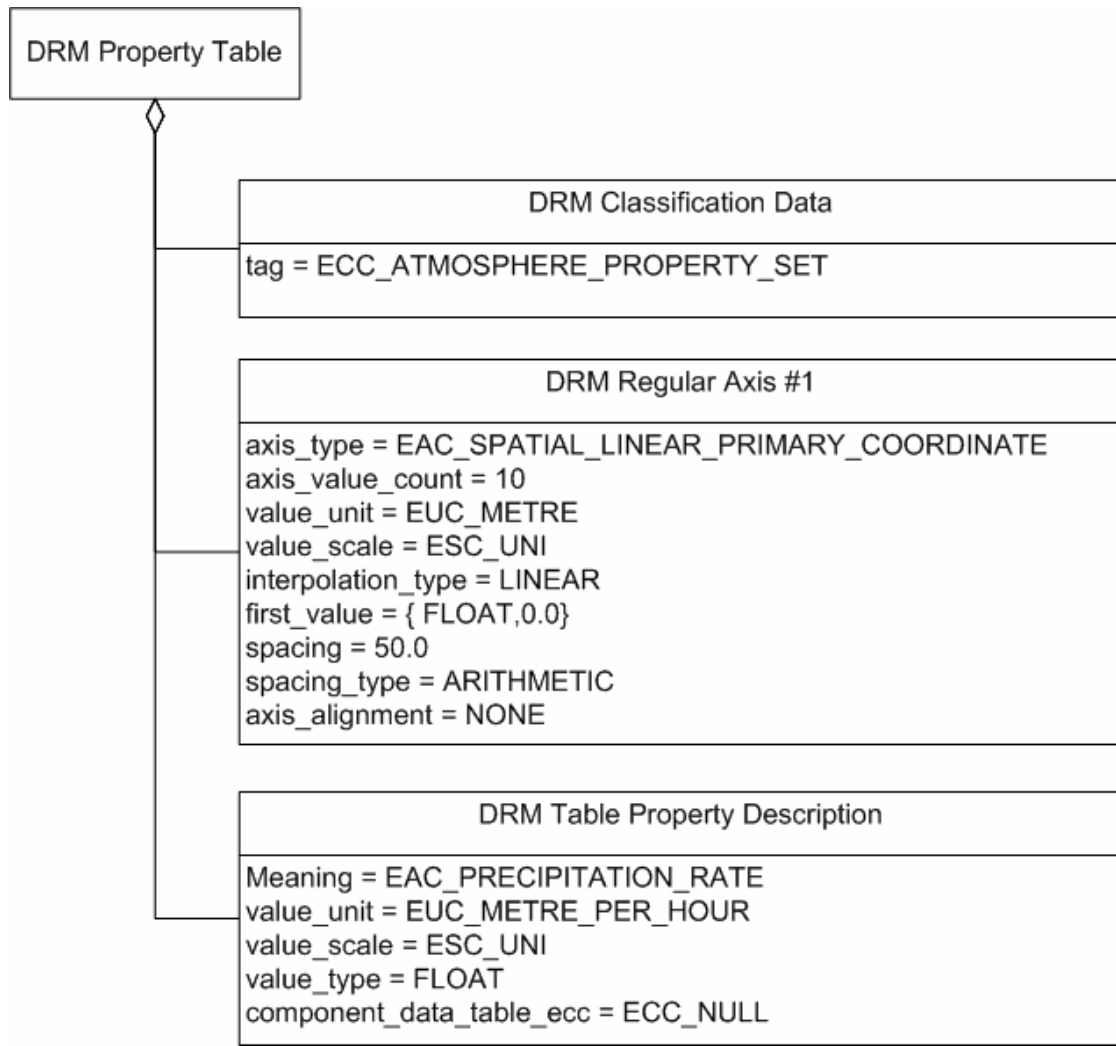 DRM Property Table
DRM Classification Data
tag = ECC_ATMOSPHERE_PROPERTY_SET
DRM Regular Axis #1
axis_type = EAC_SPATIAL_LINEAR_PRIMARY_COORDINATE
axis_value_count = 10
value_unit = EUC_METRE
value_scale = ESC_UNI
interpolation_type = LINEAR
first_value = { FLOAT,0.0}
spacing = 50.0
spacing_type = ARITHMETIC
axis_alignment = NONE
DRM Table Property Description
Meaning = EAC_PRECIPITATION_RATE
value_unit = EUC_METRE_PER_HOUR
value_scale = ESC_UNI
value_type = FLOAT
component_data_table_ecc = ECC_NULL